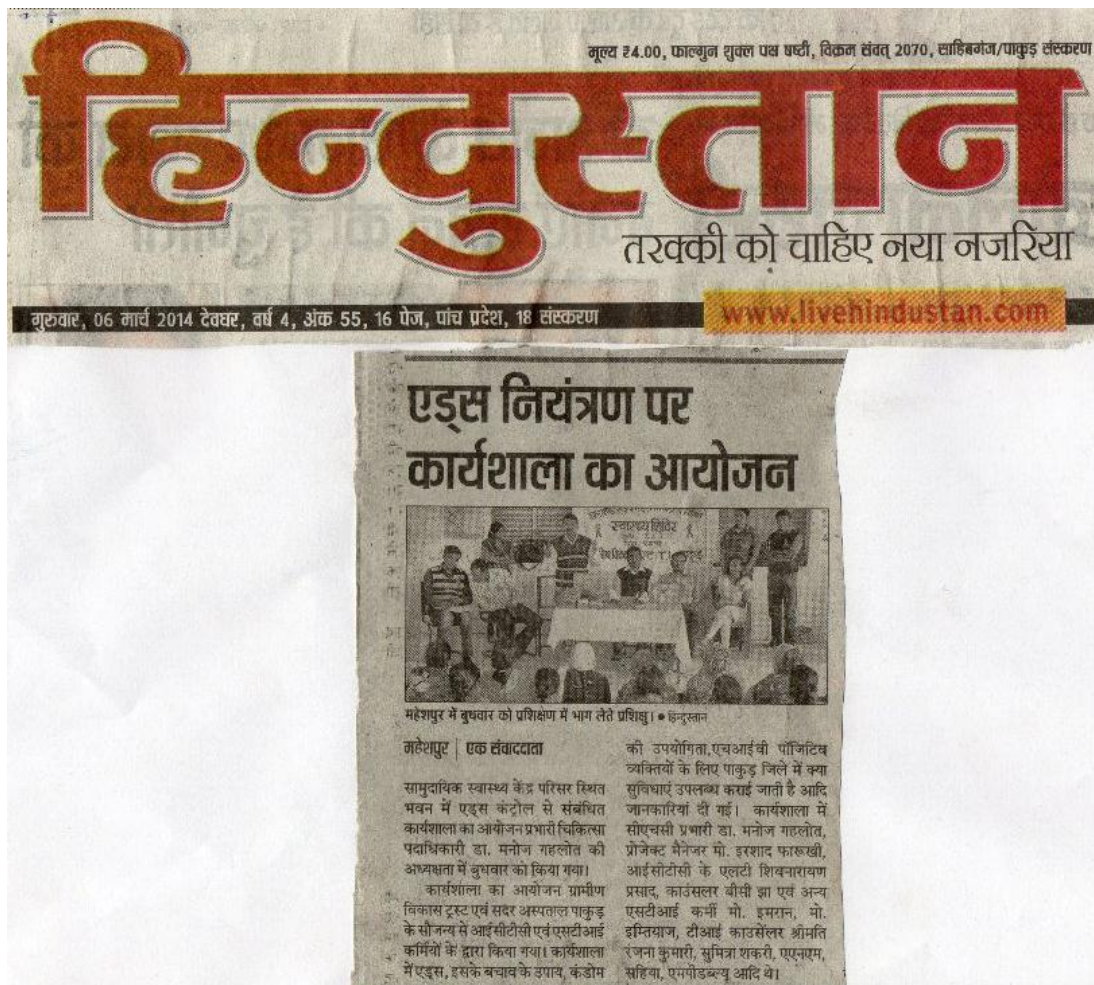 मूल्य ₹4.00, फाल्गुन शुक्ल पक्ष षष्टी, विक्रम संवत् 2070, साहिबगंज/पाकुड़ संस्करण
हिन्दुस्तान
तरक्की को चाहिए नया नजरिया
गुरुवार, 06 मार्च 2014 देवघर, वर्ष 4, अंक 55, 16 पेज, पांच प्रदेश, 18 संस्करण
www.livehindustan.com
एड्स नियंत्रण पर
कार्यशाला का आयोजन
स्वास्थ्य शिविर
महेशपुर में बुधवार को प्रशिक्षण में भाग लेते प्रशिक्षु। ● हिन्दुस्तान
महेशपुर | एक संवाददाता
सामुदायिक स्वास्थ्य केंद्र परिसर स्थित
भवन में एड्स कंट्रोल से संबंधित
कार्यशाला का आयोजन प्रभारी चिकित्सा
पदाधिकारी डा. मनोज गहलोत की
अध्यक्षता में बुधवार को किया गया।
कार्यशाला का आयोजन ग्रामीण
विकास ट्रस्ट एवं सदर अस्पताल पाकुड़
के सौजन्य से आईसीटीसी एवं एसटीआई
कर्मियों के द्वारा किया गया। कार्यशाला
में एड्स, इसके बचाव के उपाय, कंडोम
की उपयोगिता,एचआईवी पॉजिटिव
व्यक्तियों के लिए पाकुड़ जिले में क्या
सुविधाएं उपलब्ध कराई जाती है आदि
जानकारियां दी गई। कार्यशाला में
सीएचसी प्रभारी डा. मनोज गहलोत,
प्रोजेक्ट मैनेजर मो. इरशाद फारूखी,
आईसीटीसी के एलटी शिवनारायण
प्रसाद, काउंसलर बीसी झा एवं अन्य
एसटीआई कर्मी मो. इमरान, मो.
इम्तियाज, टीआई काउसेंलर श्रीमति
रंजना कुमारी, सुमित्रा शकरी, एएनएम,
सहिया, एमपीडब्ल्यू आदि थे।